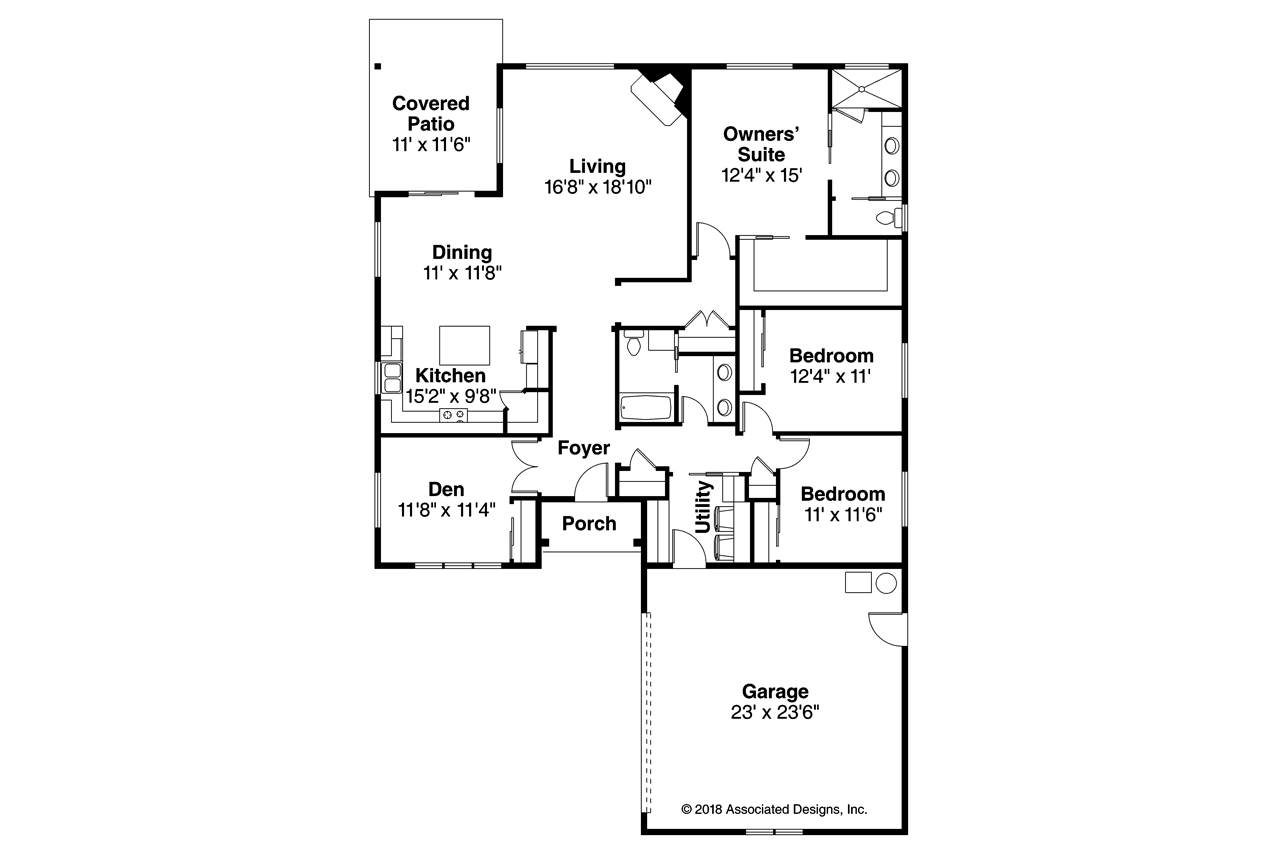 Covered
Patio
11' x 11'6"
Living
16'8" x 18'10"
Owners'
Suite
12'4" x 15'
Dining
11' x 11'8"
Kitchen
15'2" x 9'8"
Bedroom
12'4" x 11'
Foyer
Den
11'8" x 11'4"
Porch
Utility
Bedroom
11' x 11'6"
Garage
23' x 23'6"
© 2018 Associated Designs, Inc.